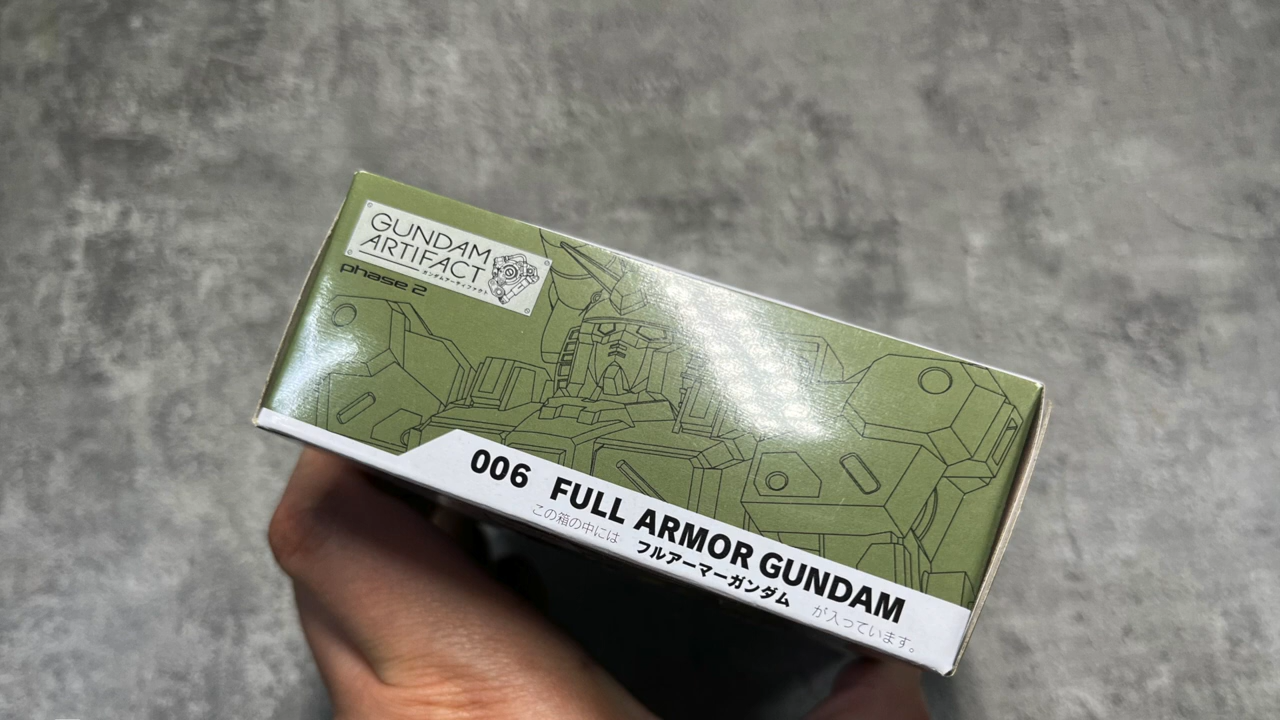 GUNDAM
ARTIFACT
ガンダムアーティファクト
phase 2
006 FULL ARMOR GUNDAM
この箱の中には フルアーマーガンダム が入っています。